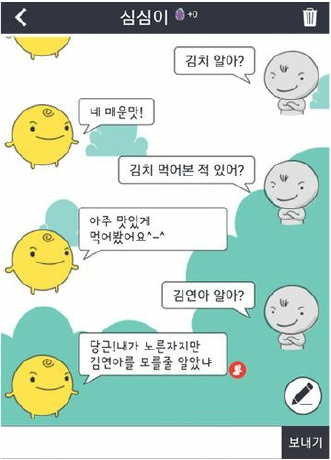 심심이 +0
김치 알아?
네 매운맛!
김치 먹어본 적 있어?
아주 맛있게
먹어봤어요^-^
김연아 알아?
당근!내가 노른자지만
김연아를 모를줄 알았냐
보내기